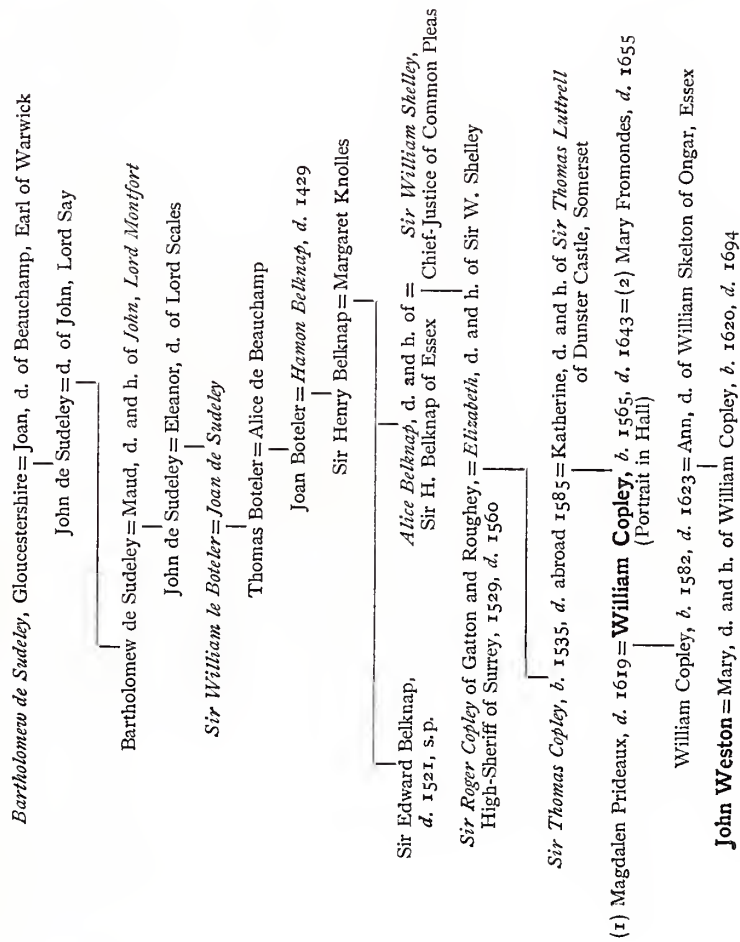 Bartholomew de Sudeley, Gloucestershire = Joan, d. of Beauchamp, Earl of Warwick
John de Sudeley = d. of John, Lord Say
Bartholomew de Sudeley = Maud, d. and h. of John, Lord Montfort
John de Sudeley = Eleanor, d. of Lord Scales
Sir William le Boteler = Joan de Sudeley
Thomas Boteler = Alice de Beauchamp
Joan Boteler = Hamon Belknap, d. 1429
Sir Henry Belknap = Margaret Knolles
Sir Edward Belknap,
d. 1521, s.p.
Alice Belknap, d. and h. of =
Sir H. Belknap of Essex
Sir William Shelley,
Chief-Justice of Common Pleas
Sir Roger Copley of Gatton and Roughey, = Elizabeth, d. and h. of Sir W. Shelley
High-Sheriff of Surrey, 1529, d. 1560
Sir Thomas Copley, b. 1535, d. abroad 1585 = Katherine, d. and h. of Sir Thomas Luttrell
of Dunster Castle, Somerset
(1) Magdalen Prideaux, d. 1619 = William Copley, b. 1565, d. 1643 = (2) Mary Fromondes, d. 1655
(Portrait in Hall)
William Copley, b. 1582, d. 1623 = Ann, d. of William Skelton of Ongar, Essex
John Weston = Mary, d. and h. of William Copley, b. 1620, d. 1694